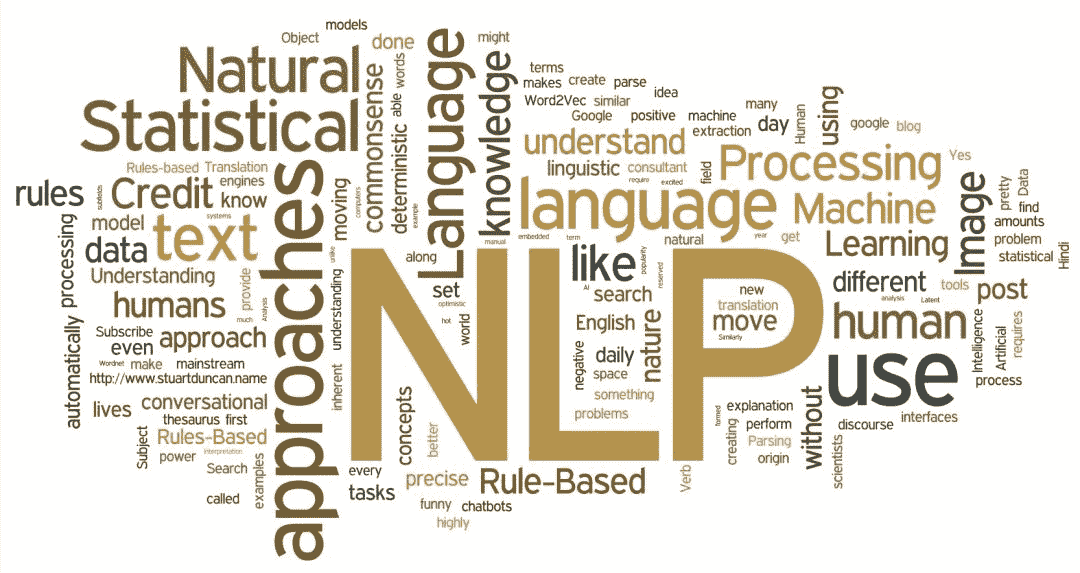 models
Object
done
Natural
Statistical
Language
might
knowledge
commonsense
words
able
deterministic
example
computers
moving
terms
makes create parse
Word2Vec similar idea
Google positive machine
extraction
many
day
Human
using
google blog
understand
linguistic consultant
require excited
field
Processing
Yes
language
Machine
Learning
natural year get
manual embedded term
Rules-based Translation
rules
subtexts
Credit
engines
know
systems
model
text
data
processing
Understanding
humans
provide
much
Analysis
unlike
understanding
approaches
automatically
Subscribe
even
approach
Wordnet make mainstream
http://www.stuartduncan.name
lives
conversational
thesaurus first
Subject
Rules-Based
power
interpretation
Search
examples
called
inherent
along
set
optimistic
hot
world
NLP
like
AI
popularity
reserved
search
English
nature
negative
daily
space
something
problems
new
translation
move
Similarly
Image
pretty
Data
find
amounts
problem
statistical
Hindi
different
tools
analysis Latent
post
human
Intelligence
Artificial
requires
use
process
interfaces
without
discourse
scientists
explanation
perform
Parsing
origin
creating
termed
Verb
concepts
better
every
tasks
precise
Rule-Based
funny chatbots
highly